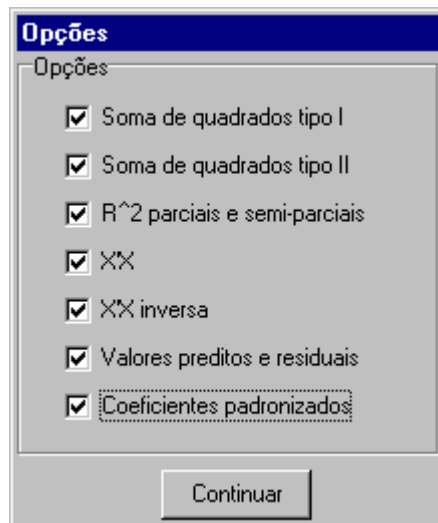 Opções
Opções
Soma de quadrados tipo I
Soma de quadrados tipo II
R^2 parciais e semi-parciais
X'X
X'X inversa
Valores preditos e residuais
Coeficientes padronizados
Continuar